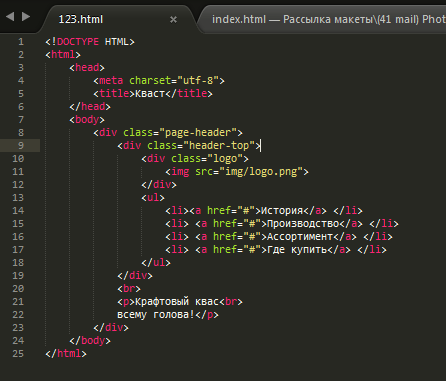 123.html × index.html — Рассылка макеты\(41 mail) Phot
1 <!DOCTYPE HTML>
2 <html>
3 <head>
4 <meta charset="utf-8">
5 <title>Кваст</title>
6 </head>
7 <body>
8 <div class="page-header">
9 <div class="header-top">
10 <div class="logo">
11 <img src="img/logo.png">
12 </div>
13 <ul>
14 <li><a href="#">История</a> </li>
15 <li> <a href="#">Производство</a> </li>
16 <li> <a href="#">Ассортимент</a> </li>
17 <li> <a href="#">Где купить</a> </li>
18 </ul>
19 </div>
20 <br>
21 <p>Крафтовый квас<br>
22 всему голова!</p>
23 </div>
24 </body>
25 </html>